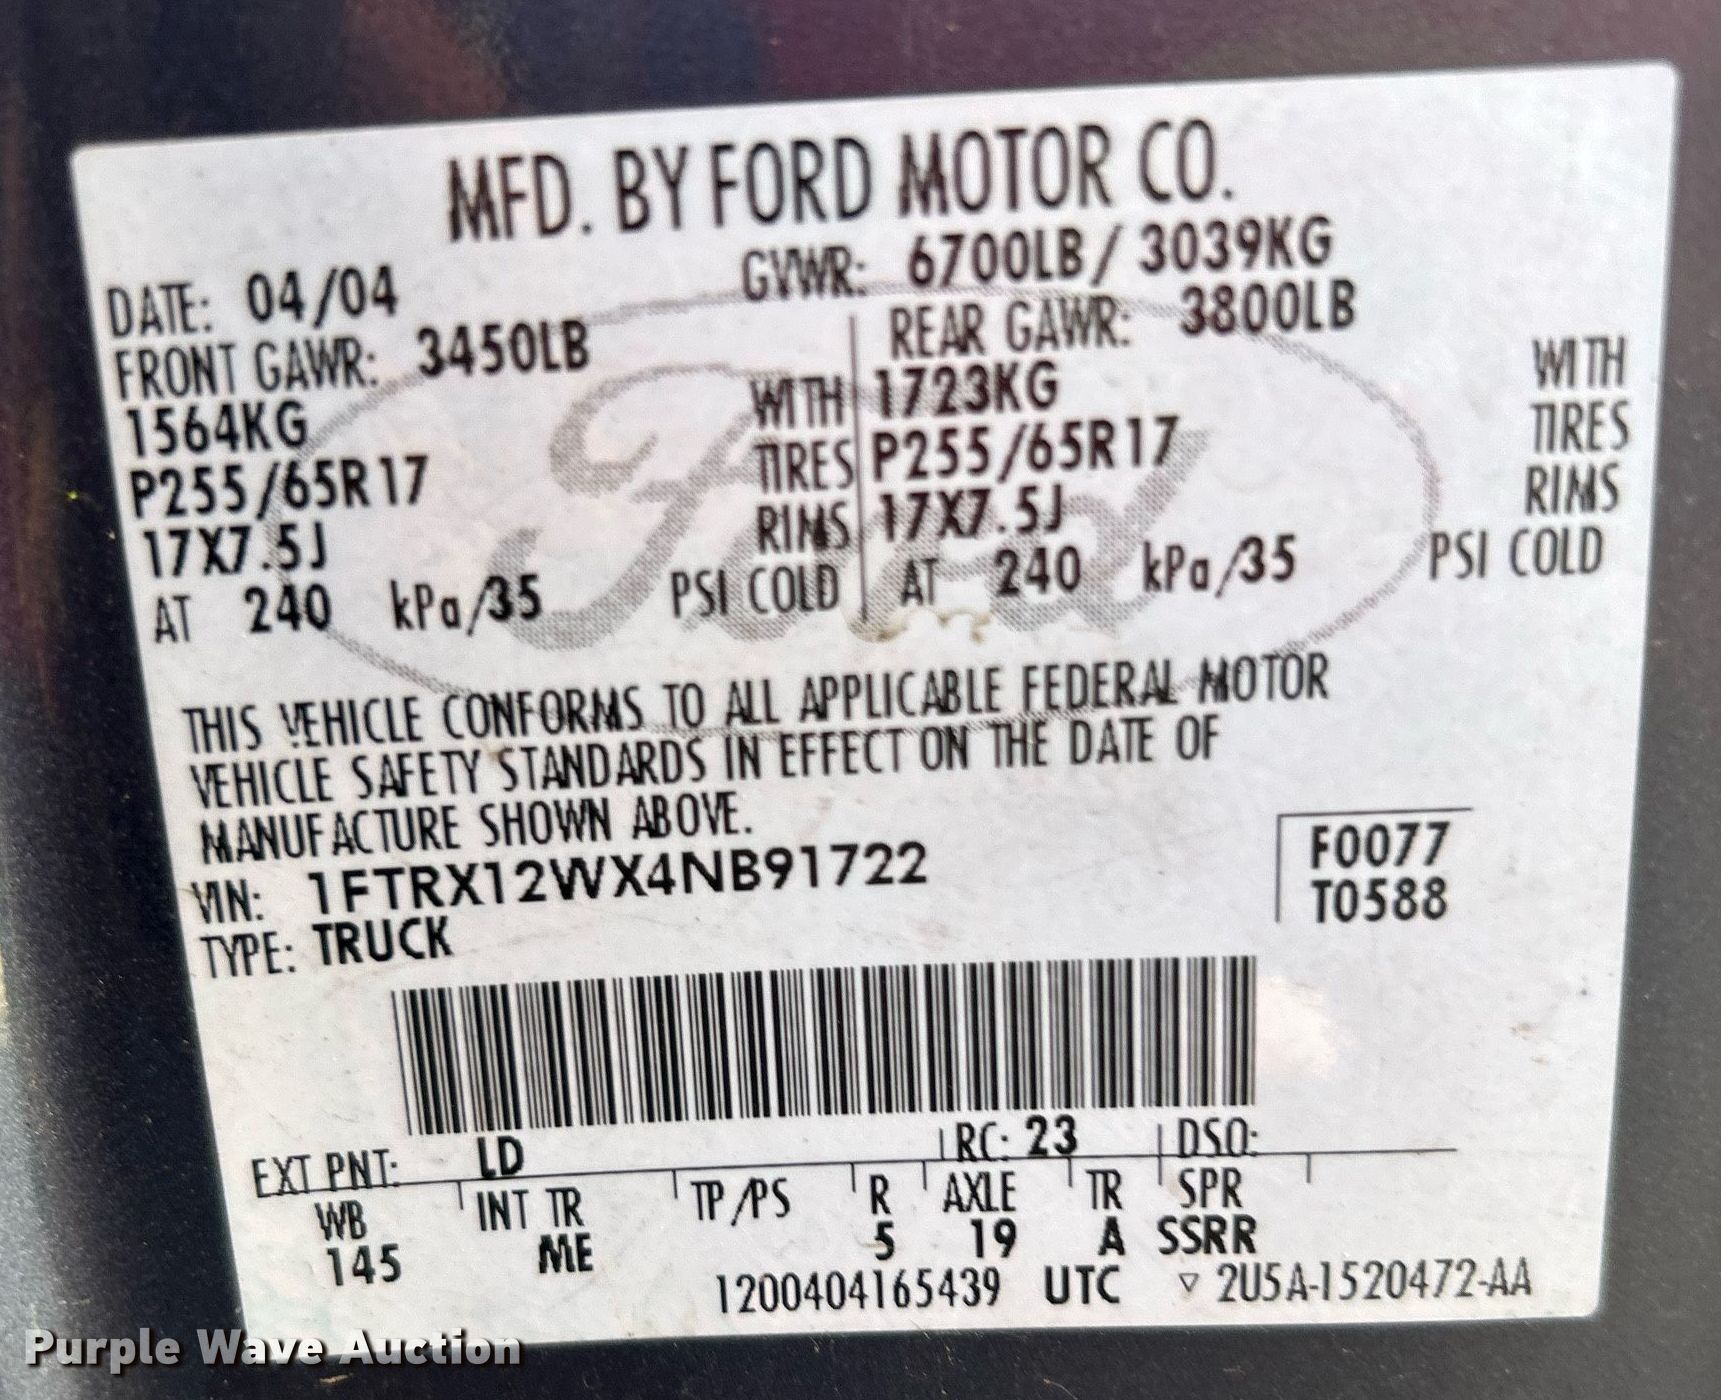 MFD. BY FORD MOTOR CO.
DATE: 04/04 GVWR: 6700LB / 3039KG
FRONT GAWR: 3450LB REAR GAWR: 3800LB
1564KG WITH 1723KG WITH
P255/65R17 TIRES P255/65R17 TIRES
17X7.5J RIMS 17X7.5J RIMS
AT 240 kPa/35 PSI COLD AT 240 kPa/35 PSI COLD
Ford
THIS VEHICLE CONFORMS TO ALL APPLICABLE FEDERAL MOTOR
VEHICLE SAFETY STANDARDS IN EFFECT ON THE DATE OF
MANUFACTURE SHOWN ABOVE.
VIN: 1FTRX12WX4NB91722 F0077
TYPE: TRUCK T0588
EXT PNT: LD RC: 23 DSO:
WB INT TR TP/PS R AXLE TR SPR
145 ME 5 19 A SSRR
1200404165439 UTC ▽ 2U5A-1520472-AA
Purple Wave Auction